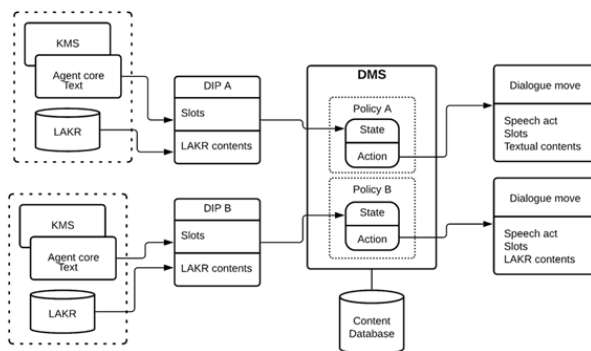 KMS
Agent core
Text
LAKR
DIP A
Slots
LAKR contents
DMS
Policy A
State
Action
Dialogue move
Speech act
Slots
Textual contents
KMS
Agent core
Text
LAKR
DIP B
Slots
LAKR contents
Policy B
State
Action
Dialogue move
Speech act
Slots
LAKR contents
Content
Database